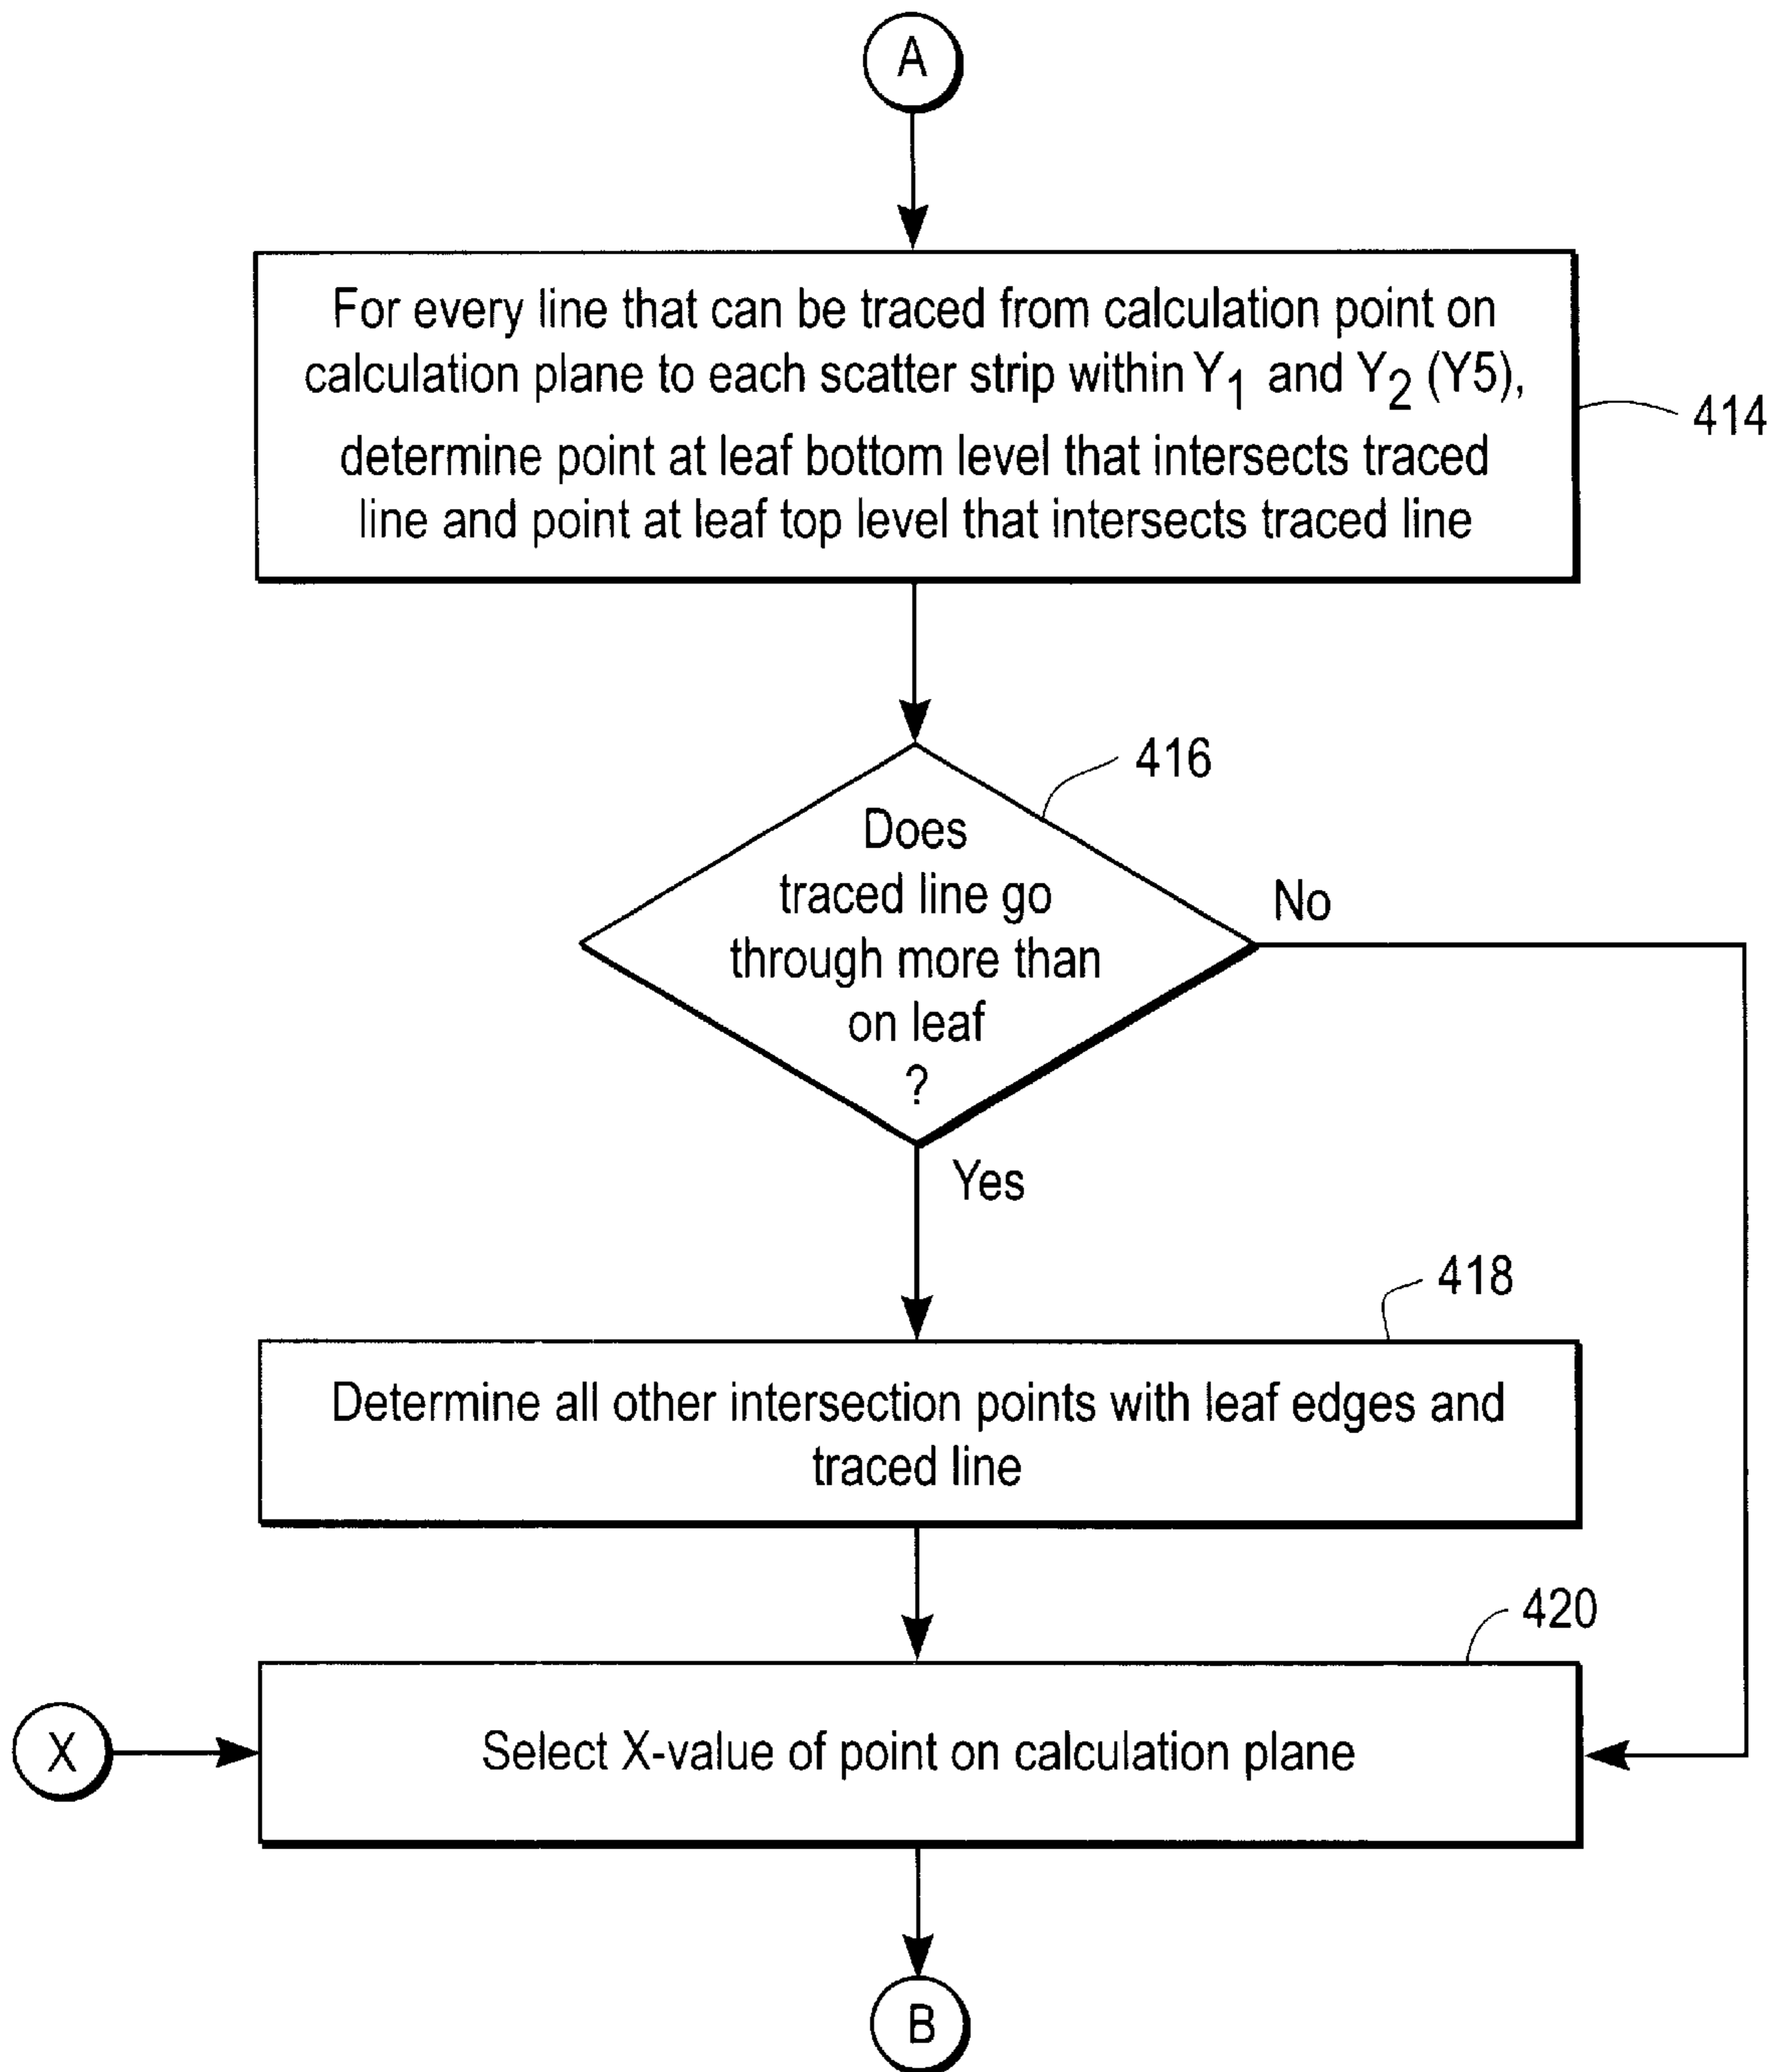 A
For every line that can be traced from calculation point on
calculation plane to each scatter strip within Y1 and Y2 (Y5),
determine point at leaf bottom level that intersects traced
line and point at leaf top level that intersects traced line
414
416
Does
traced line go
through more than
on leaf
?
No
Yes
418
Determine all other intersection points with leaf edges and
traced line
420
X
Select X-value of point on calculation plane
B